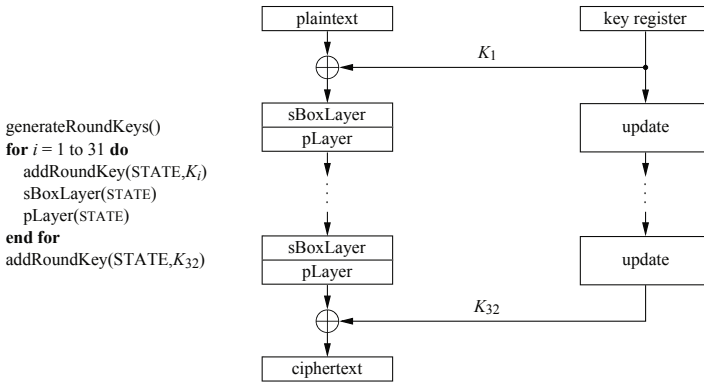 plaintext
key register
K1
generateRoundKeys()
for i = 1 to 31 do
addRoundKey(STATE,Ki)
sBoxLayer(STATE)
pLayer(STATE)
end for
addRoundKey(STATE,K32)
sBoxLayer
pLayer
update
sBoxLayer
pLayer
update
K32
ciphertext